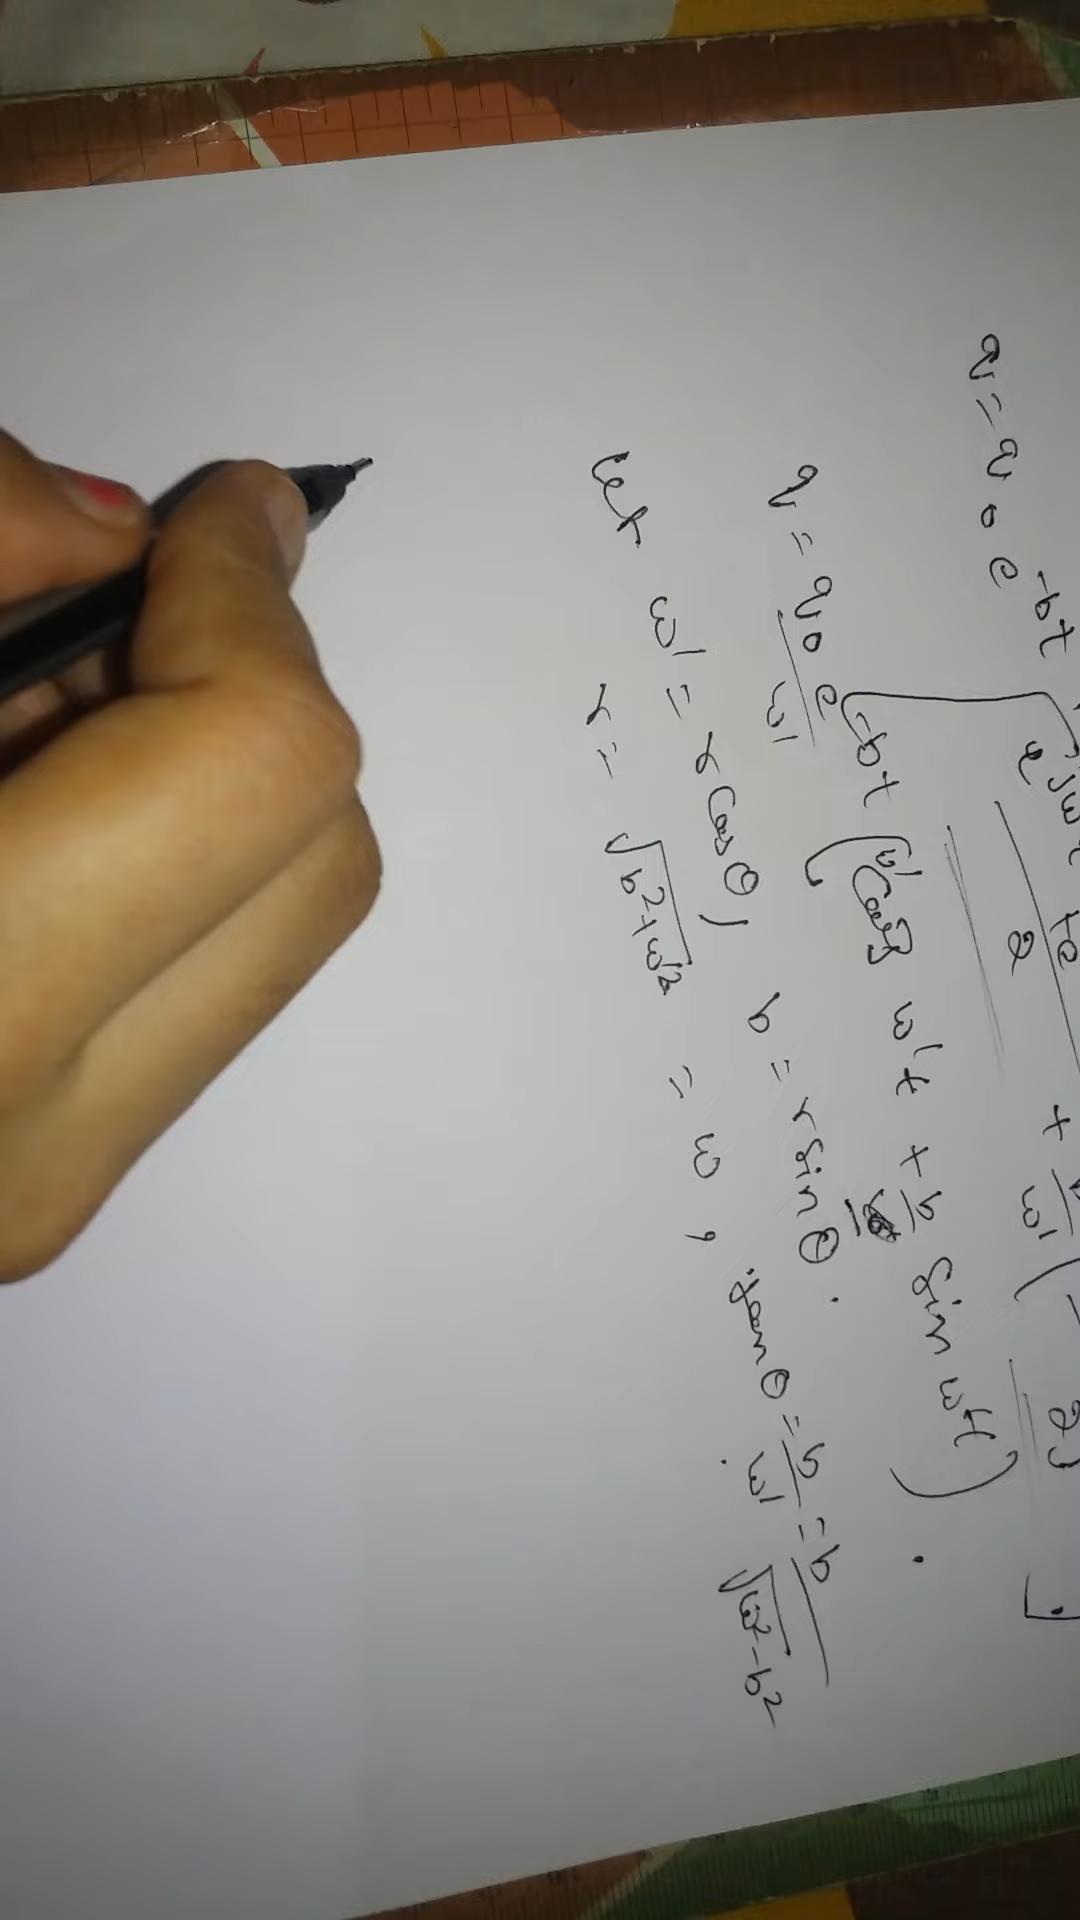 q = q₀ e^{-bt} [ e^{jω't + e} / 2 + b/ω' ( 2j
q = q₀/ω' e^{-bt} ( ω' cos ω't + b sin ω't ) .
Let ω' = r cos θ, b = r sin θ .
r = √(b² + ω'²) = ω , tan θ = b/ω' = b/√(ω² - b²)